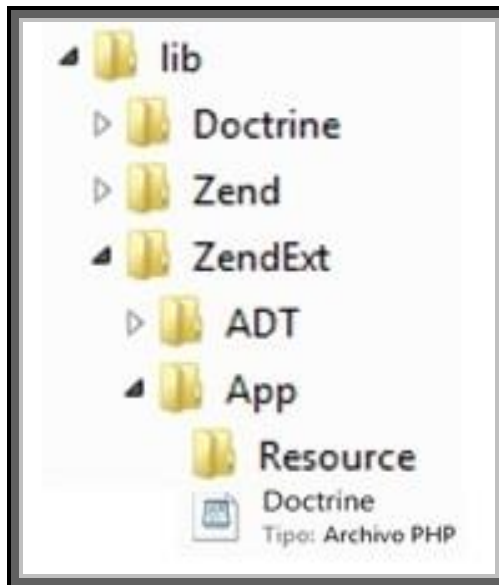 lib
Doctrine
Zend
ZendExt
ADT
App
Resource
Doctrine
Tipo: Archivo PHP